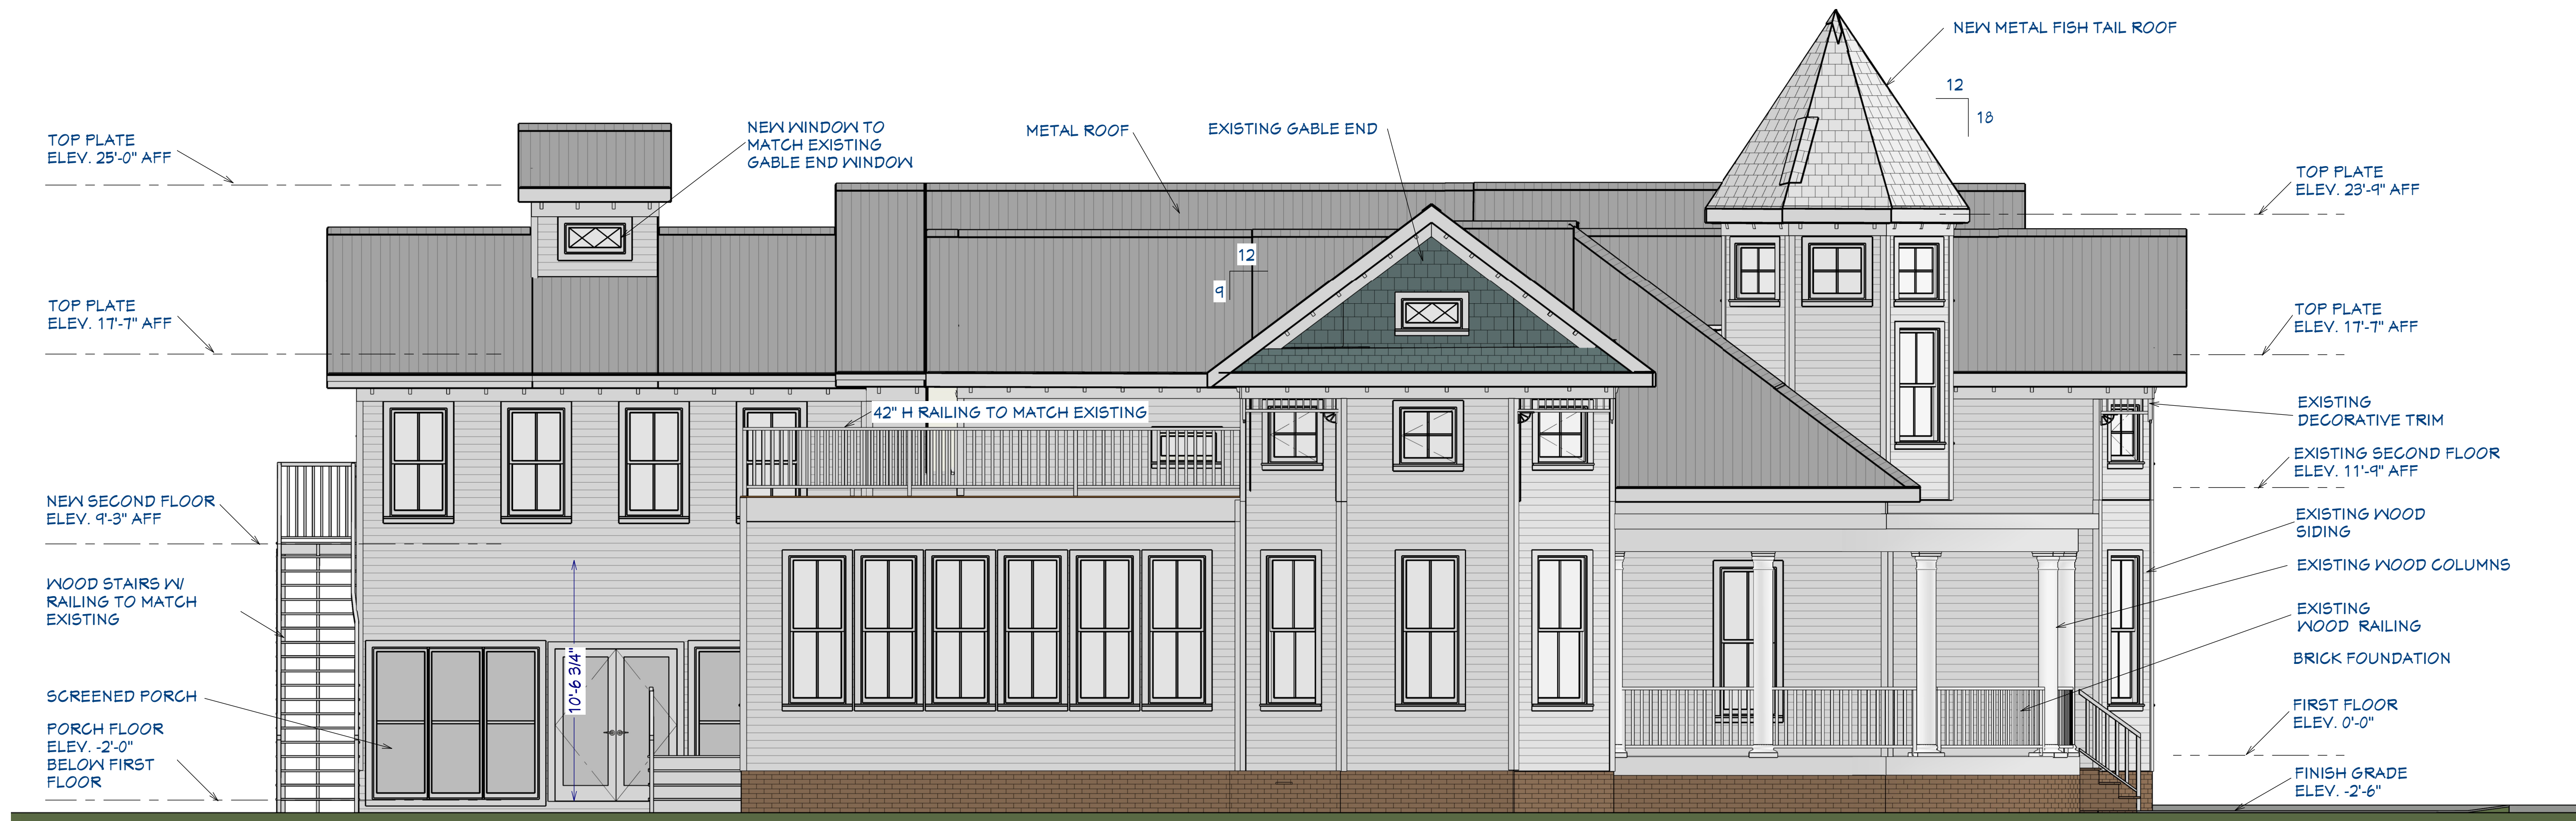 NEW METAL FISH TAIL ROOF
12
18
TOP PLATE
ELEV. 25'-0" AFF
NEW WINDOW TO
MATCH EXISTING
GABLE END WINDOW
METAL ROOF
EXISTING GABLE END
TOP PLATE
ELEV. 23'-9" AFF
12
9
TOP PLATE
ELEV. 17'-7" AFF
TOP PLATE
ELEV. 17'-7" AFF
42" H RAILING TO MATCH EXISTING
EXISTING
DECORATIVE TRIM
EXISTING SECOND FLOOR
ELEV. 11'-9" AFF
NEW SECOND FLOOR
ELEV. 9'-3" AFF
EXISTING WOOD
SIDING
EXISTING WOOD COLUMNS
WOOD STAIRS W/
RAILING TO MATCH
EXISTING
EXISTING
WOOD RAILING
BRICK FOUNDATION
10'-6 3/4"
SCREENED PORCH
FIRST FLOOR
ELEV. 0'-0"
PORCH FLOOR
ELEV. -2'-0"
BELOW FIRST
FLOOR
FINISH GRADE
ELEV. -2'-6"